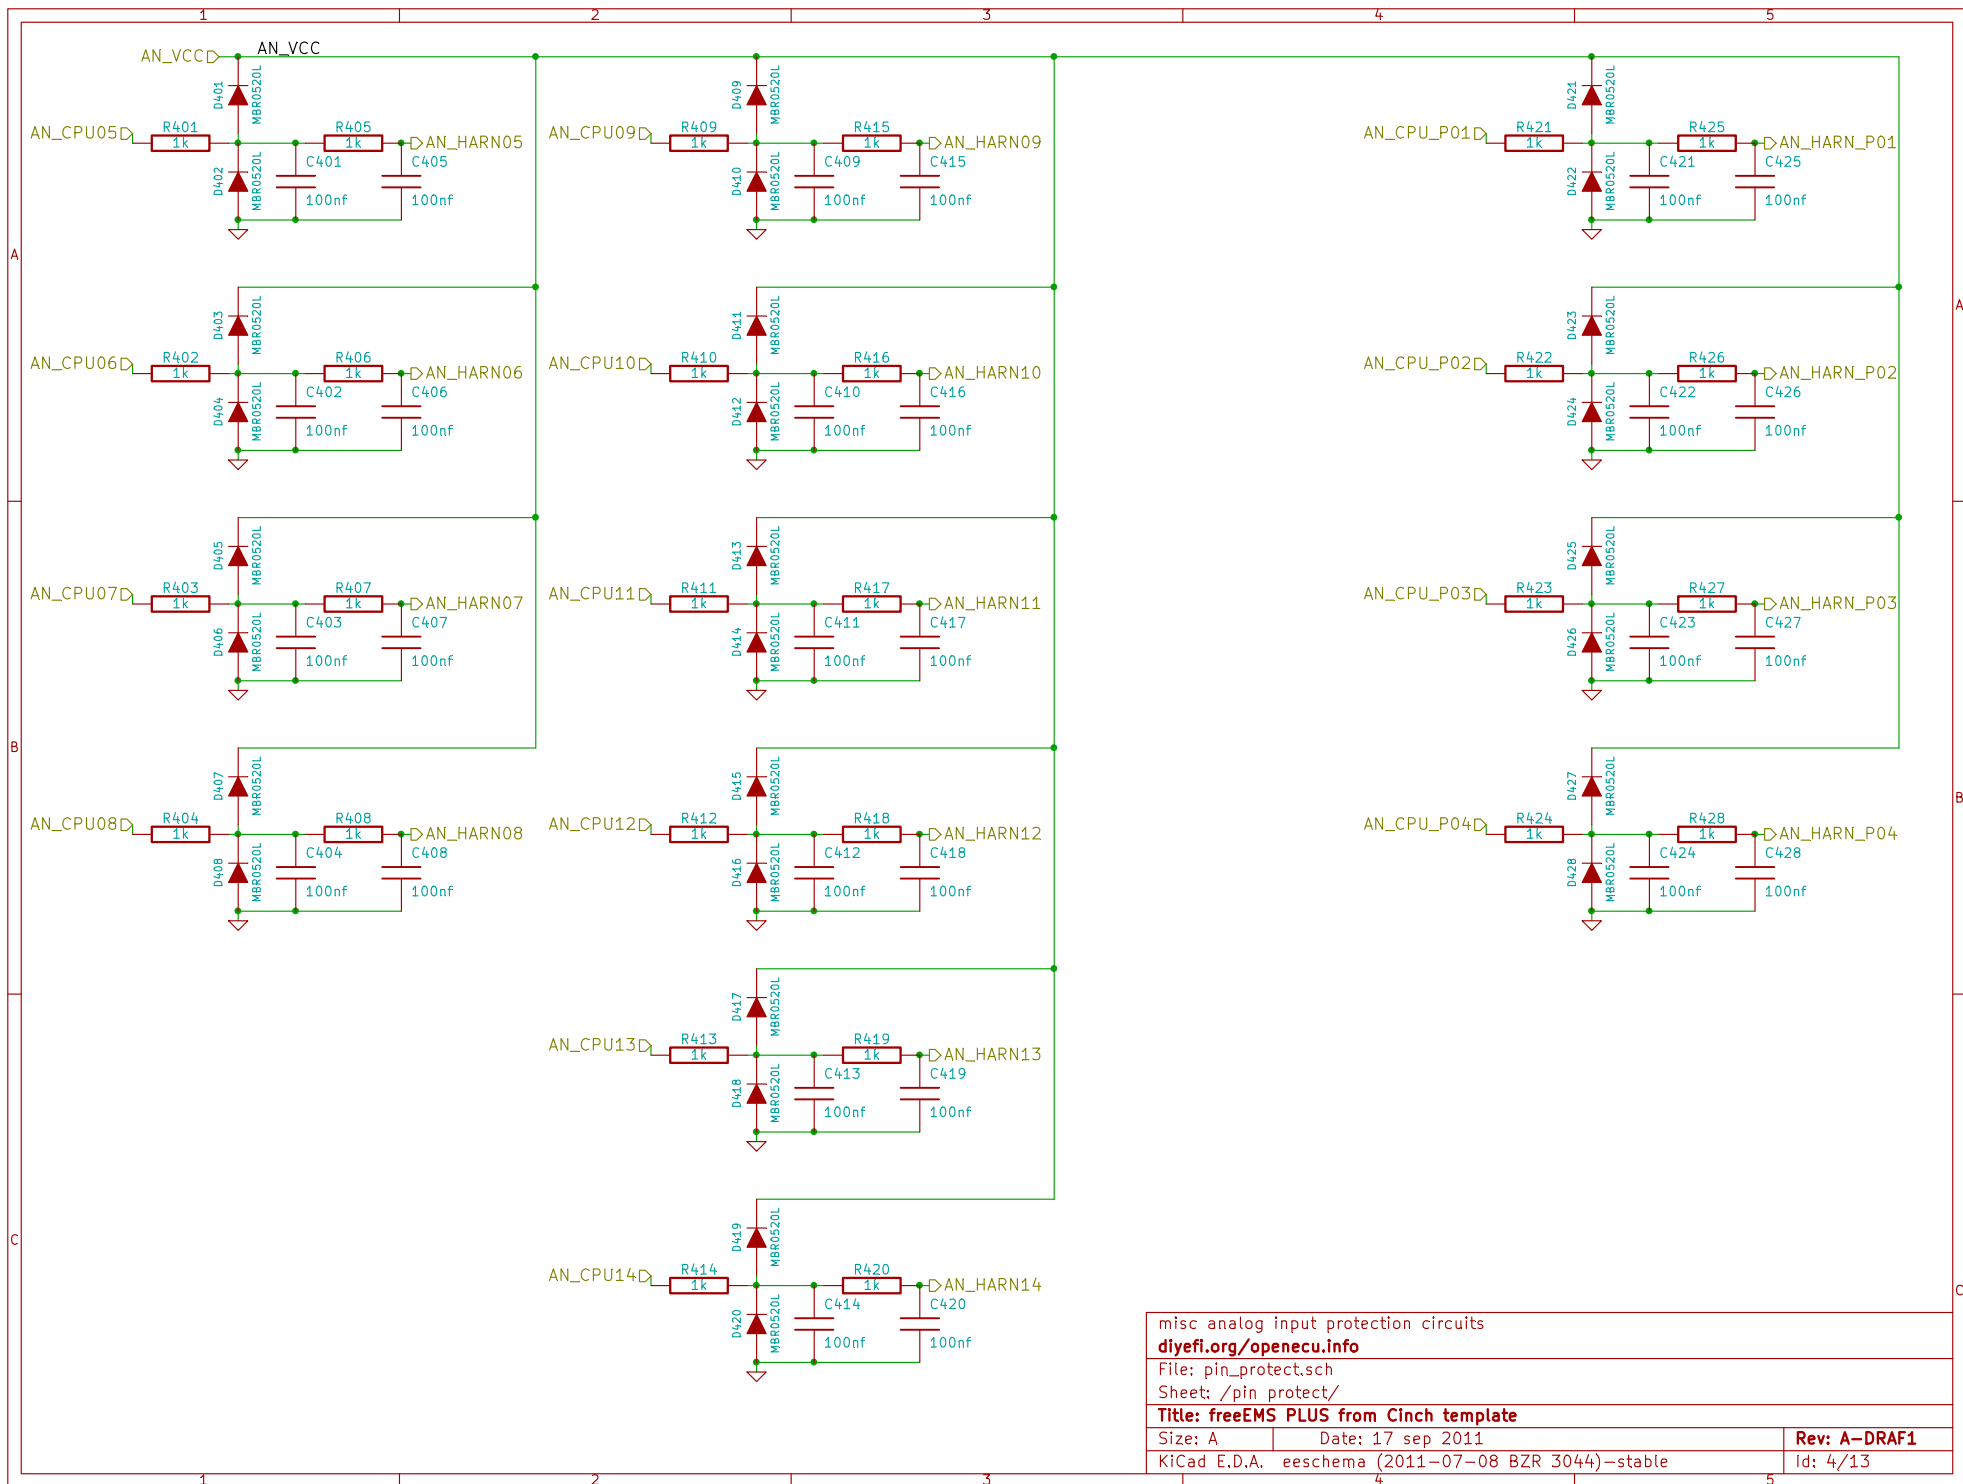 1 2 3 4 5
AN_VCC AN_VCC
D401 MBR0520L D409 MBR0520L D421 MBR0520L
AN_CPU05 R401 1k R405 1k AN_HARN05 AN_CPU09 R409 1k R415 1k AN_HARN09 AN_CPU_P01 R421 1k R425 1k AN_HARN_P01
D402 MBR0520L C401 100nf C405 100nf D410 MBR0520L C409 100nf C415 100nf D422 MBR0520L C421 100nf C425 100nf
A A
D403 MBR0520L D411 MBR0520L D423 MBR0520L
AN_CPU06 R402 1k R406 1k AN_HARN06 AN_CPU10 R410 1k R416 1k AN_HARN10 AN_CPU_P02 R422 1k R426 1k AN_HARN_P02
D404 MBR0520L C402 100nf C406 100nf D412 MBR0520L C410 100nf C416 100nf D424 MBR0520L C422 100nf C426 100nf
D405 MBR0520L D413 MBR0520L D425 MBR0520L
AN_CPU07 R403 1k R407 1k AN_HARN07 AN_CPU11 R411 1k R417 1k AN_HARN11 AN_CPU_P03 R423 1k R427 1k AN_HARN_P03
D406 MBR0520L C403 100nf C407 100nf D414 MBR0520L C411 100nf C417 100nf D426 MBR0520L C423 100nf C427 100nf
B B
D407 MBR0520L D415 MBR0520L D427 MBR0520L
AN_CPU08 R404 1k R408 1k AN_HARN08 AN_CPU12 R412 1k R418 1k AN_HARN12 AN_CPU_P04 R424 1k R428 1k AN_HARN_P04
D408 MBR0520L C404 100nf C408 100nf D416 MBR0520L C412 100nf C418 100nf D428 MBR0520L C424 100nf C428 100nf
D417 MBR0520L
AN_CPU13 R413 1k R419 1k AN_HARN13
D418 MBR0520L C413 100nf C419 100nf
C C
D419 MBR0520L
AN_CPU14 R414 1k R420 1k AN_HARN14
D420 MBR0520L C414 100nf C420 100nf
misc analog input protection circuits
diyefi.org/openecu.info
File: pin_protect.sch
Sheet: /pin protect/
Title: freeEMS PLUS from Cinch template
Size: A Date: 17 sep 2011 Rev: A-DRAF1
KiCad E.D.A. eeschema (2011-07-08 BZR 3044)-stable Id: 4/13
1 2 3 4 5